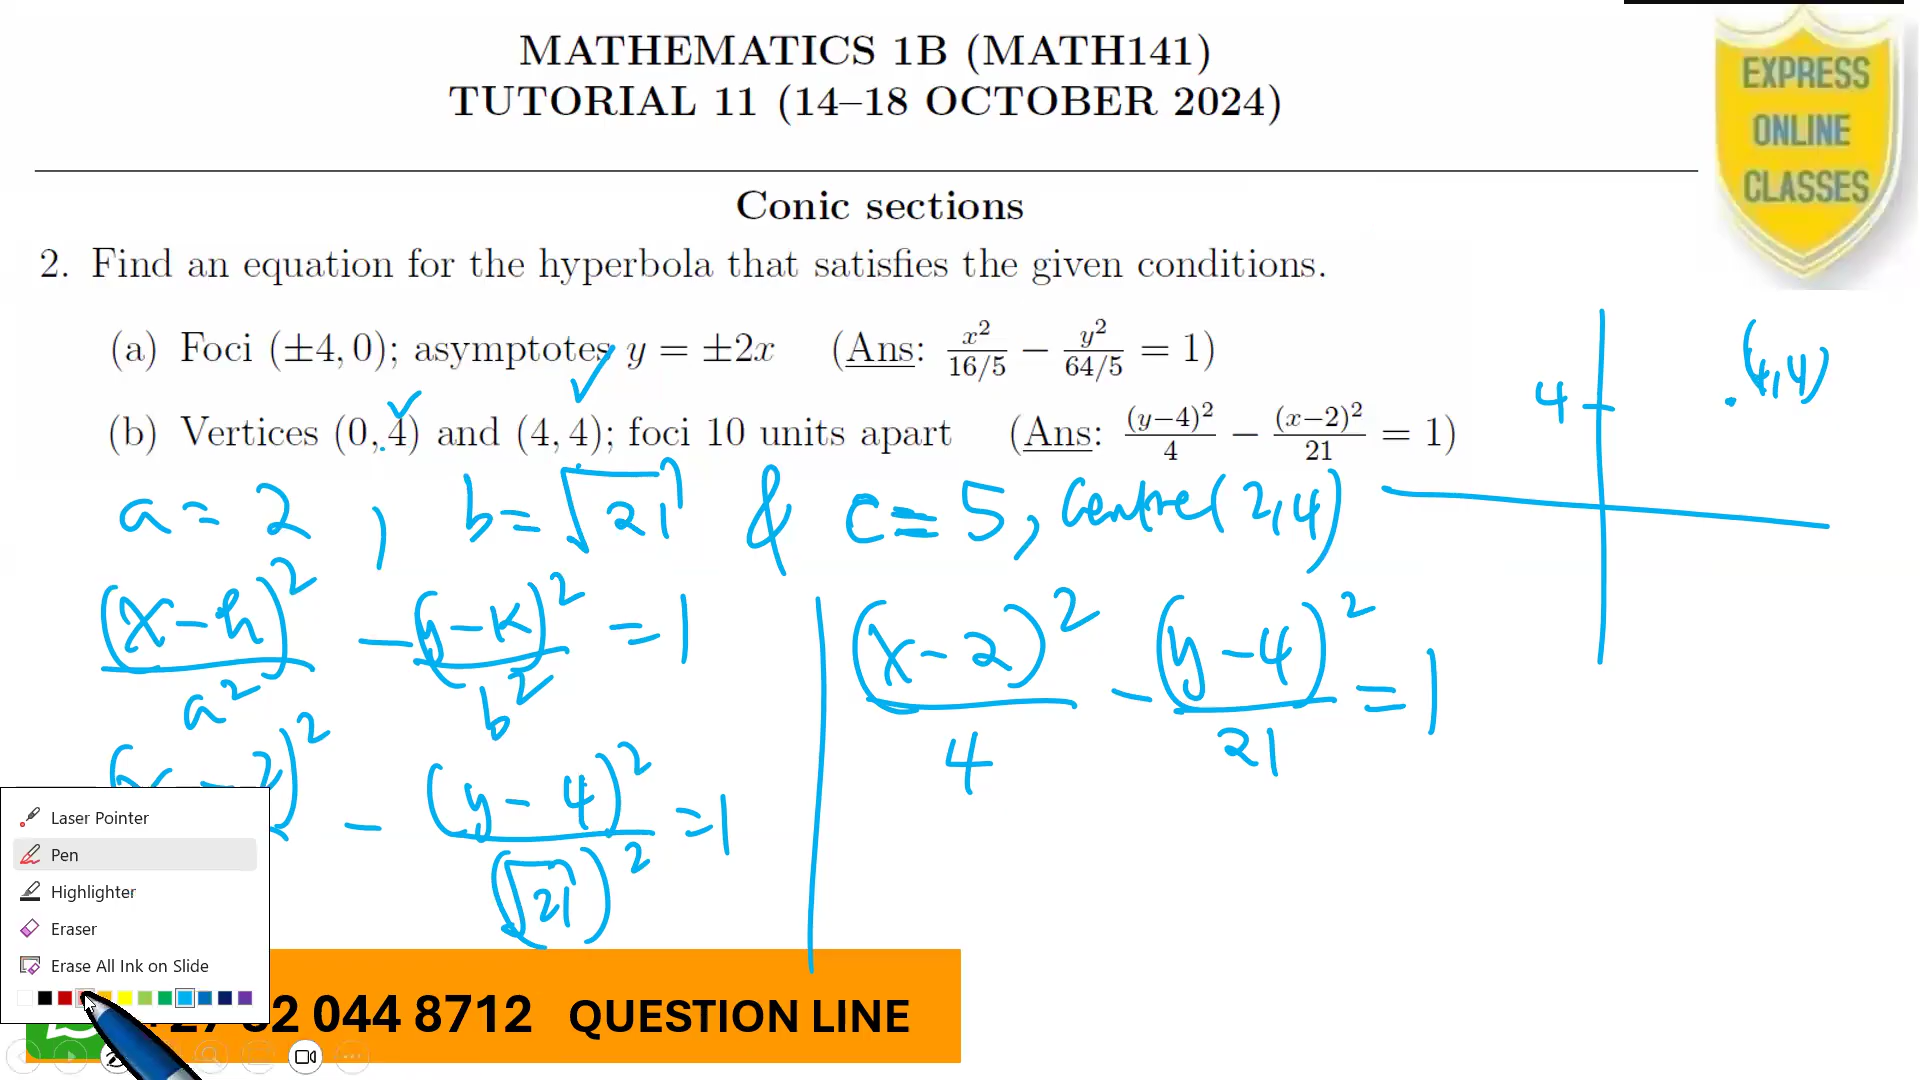 MATHEMATICS 1B (MATH141)
TUTORIAL 11 (14–18 OCTOBER 2024)
EXPRESS
ONLINE
CLASSES
Conic sections
2. Find an equation for the hyperbola that satisfies the given conditions.
(a) Foci (±4, 0); asymptotes y = ±2x (Ans: x²/16/5 − y²/64/5 = 1)
(b) Vertices (0, 4) and (4, 4); foci 10 units apart (Ans: (y−4)²/4 − (x−2)²/21 = 1)
4
(4,4)
a = 2, b = √21 & c = 5, Centre (2,4)
(x−h)²/a² − (y−k)²/b² = 1
(x−2)²/4 − (y−4)²/21 = 1
− (y−4)²/(√21)² = 1
Laser Pointer
Pen
Highlighter
Eraser
Erase All Ink on Slide
2 044 8712 QUESTION LINE